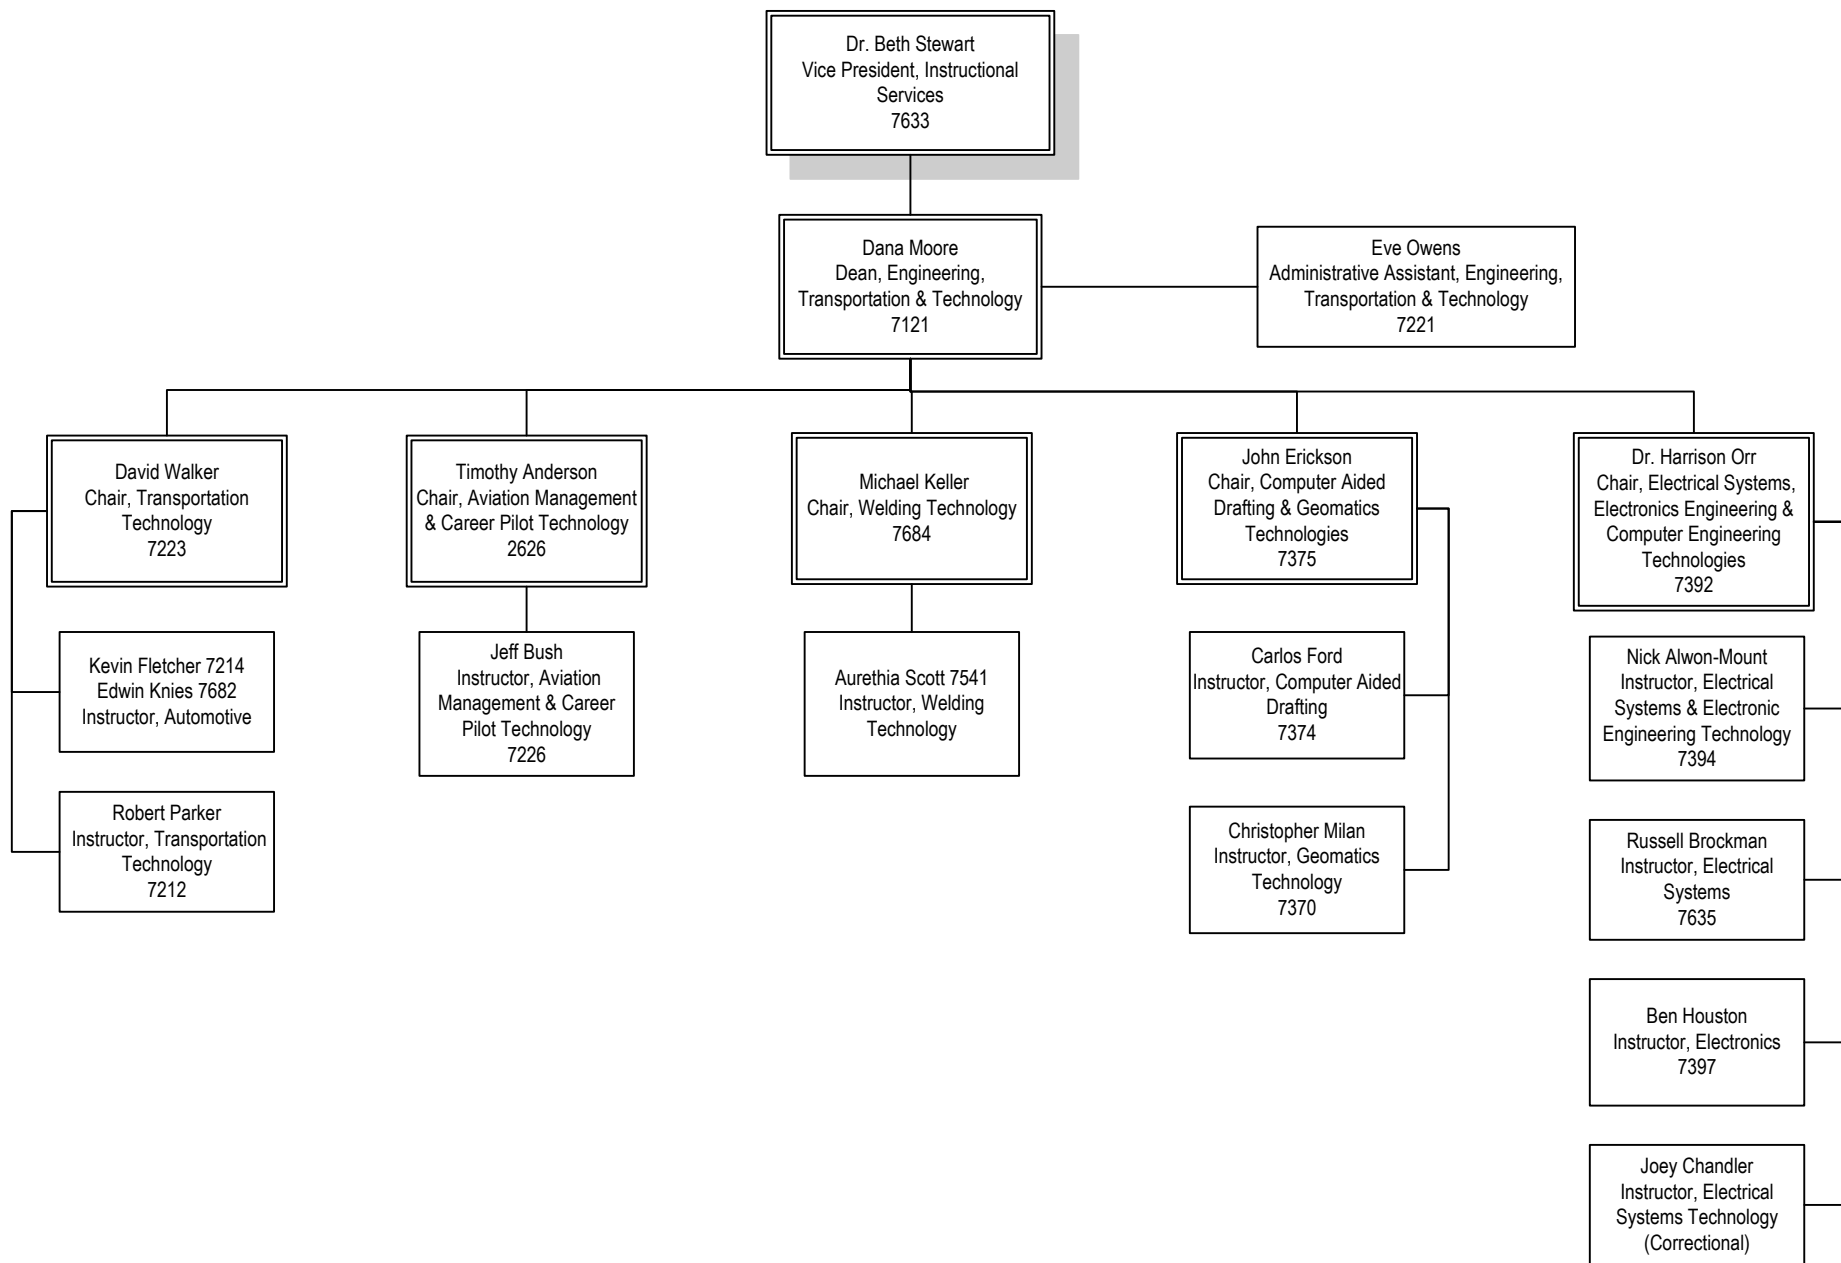 Dr. Beth Stewart
Vice President, Instructional
Services
7633
Dana Moore
Dean, Engineering,
Transportation & Technology
7121
Eve Owens
Administrative Assistant, Engineering,
Transportation & Technology
7221
David Walker
Chair, Transportation
Technology
7223
Timothy Anderson
Chair, Aviation Management
& Career Pilot Technology
2626
Michael Keller
Chair, Welding Technology
7684
John Erickson
Chair, Computer Aided
Drafting & Geomatics
Technologies
7375
Dr. Harrison Orr
Chair, Electrical Systems,
Electronics Engineering &
Computer Engineering
Technologies
7392
Kevin Fletcher 7214
Edwin Knies 7682
Instructor, Automotive
Jeff Bush
Instructor, Aviation
Management & Career
Pilot Technology
7226
Aurethia Scott 7541
Instructor, Welding
Technology
Carlos Ford
Instructor, Computer Aided
Drafting
7374
Nick Alwon-Mount
Instructor, Electrical
Systems & Electronic
Engineering Technology
7394
Robert Parker
Instructor, Transportation
Technology
7212
Christopher Milan
Instructor, Geomatics
Technology
7370
Russell Brockman
Instructor, Electrical
Systems
7635
Ben Houston
Instructor, Electronics
7397
Joey Chandler
Instructor, Electrical
Systems Technology
(Correctional)